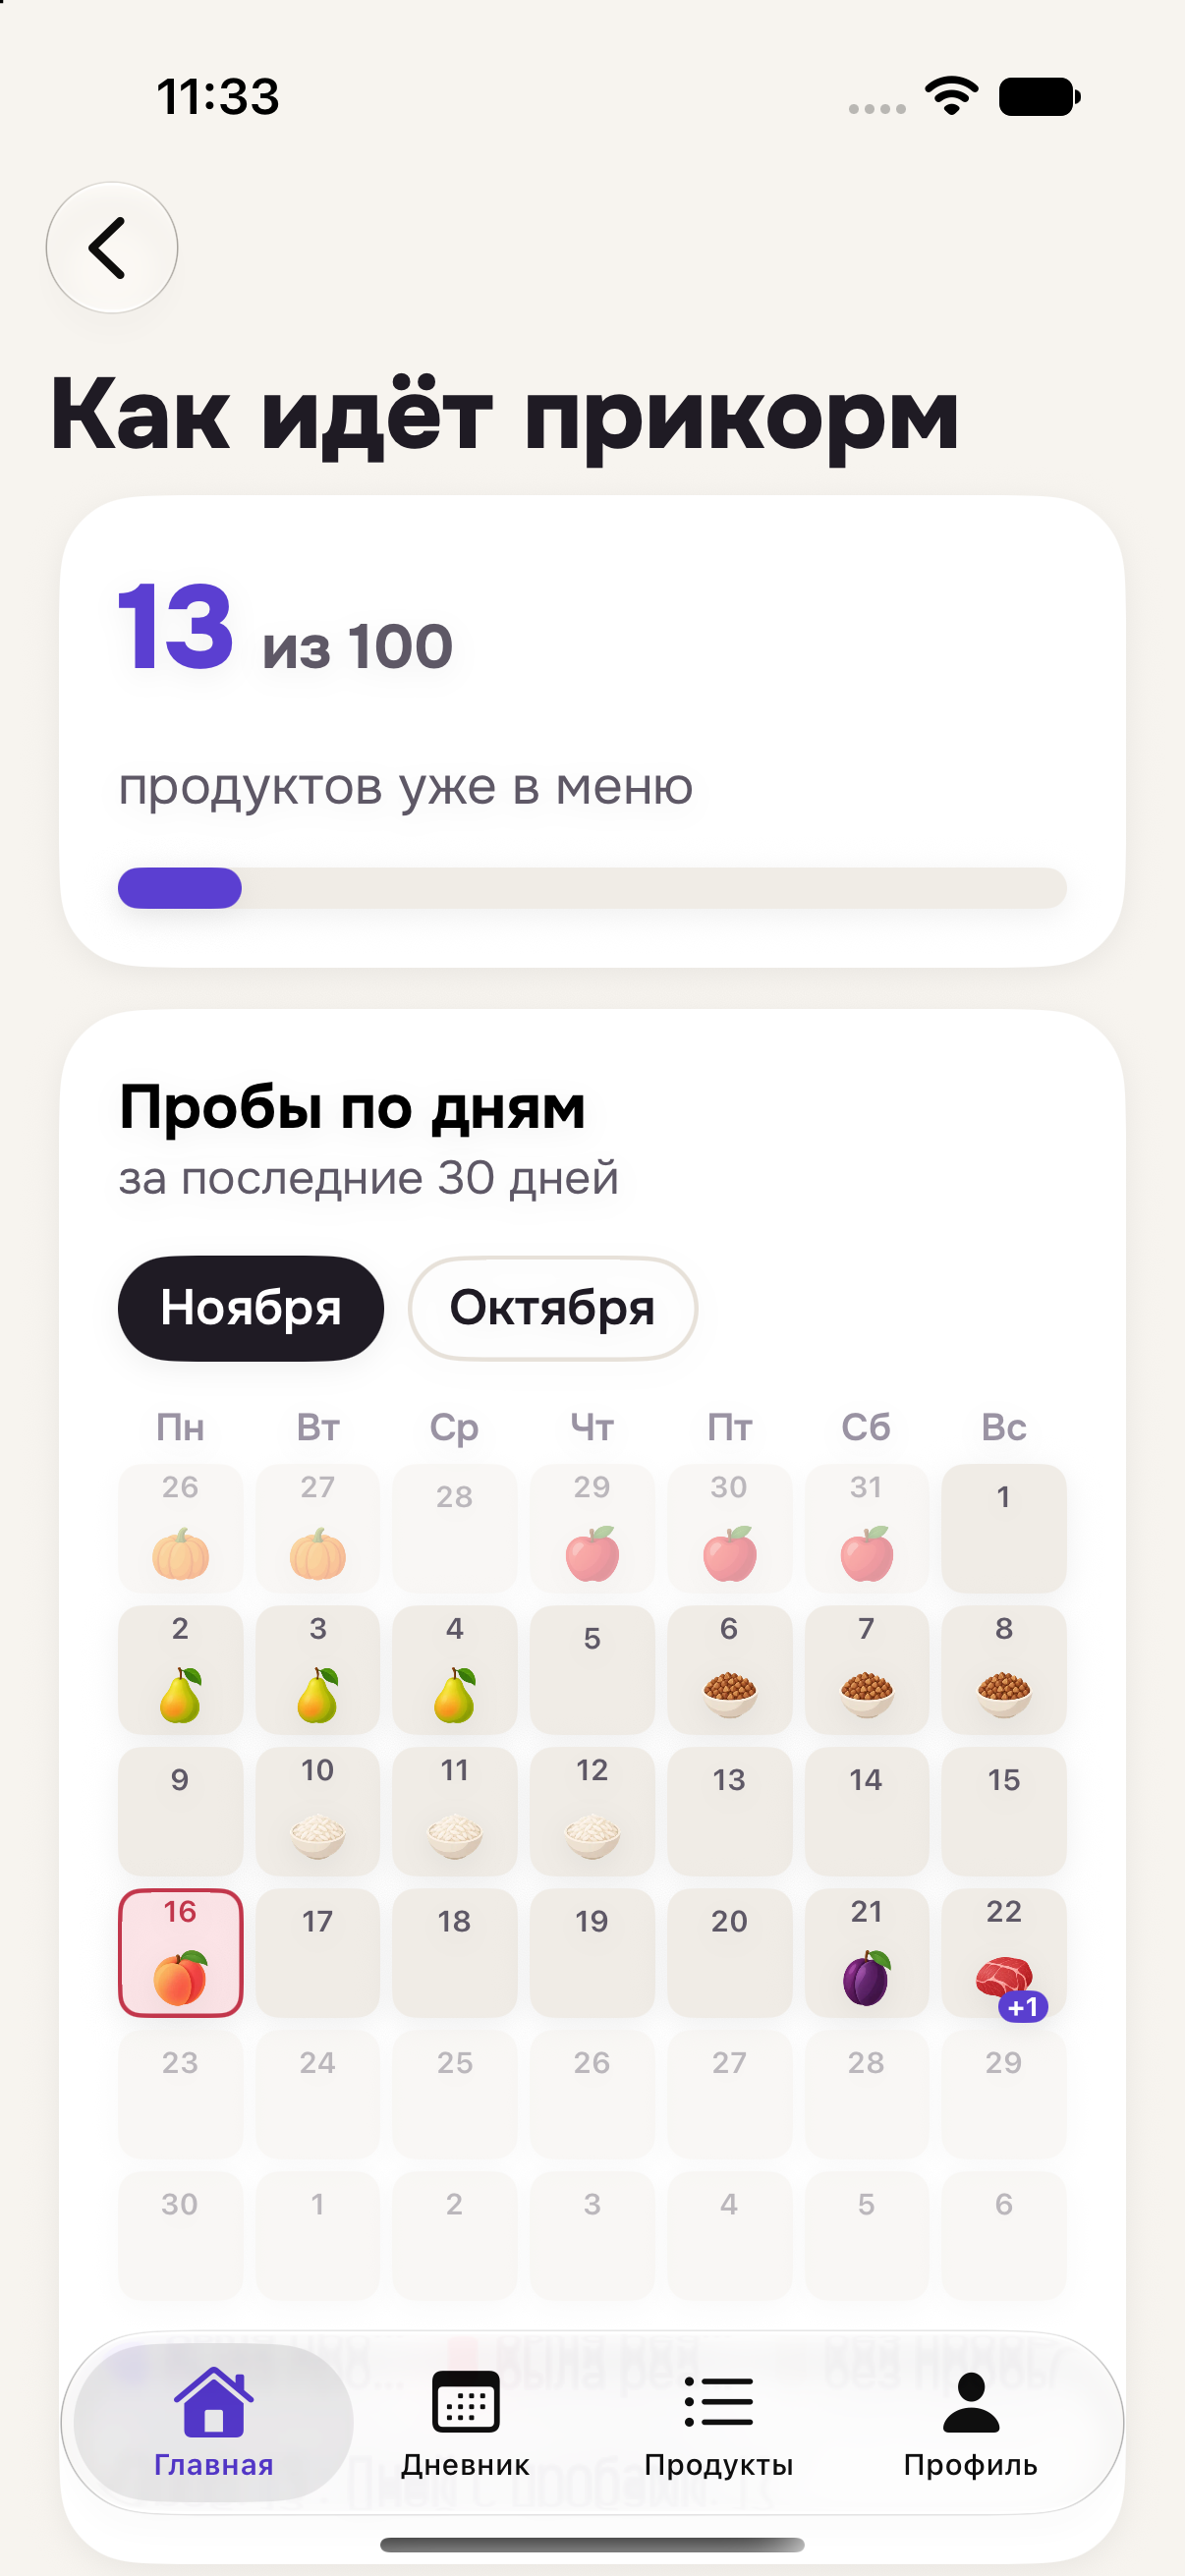 11:33
Как идёт прикорм
13 из 100
продуктов уже в меню
Пробы по дням
за последние 30 дней
Ноября Октября
Пн Вт Ср Чт Пт Сб Вс
26 27 28 29 30 31 1
2 3 4 5 6 7 8
9 10 11 12 13 14 15
16 17 18 19 20 21 22
+1
23 24 25 26 27 28 29
30 1 2 3 4 5 6
Главная Дневник Продукты Профиль